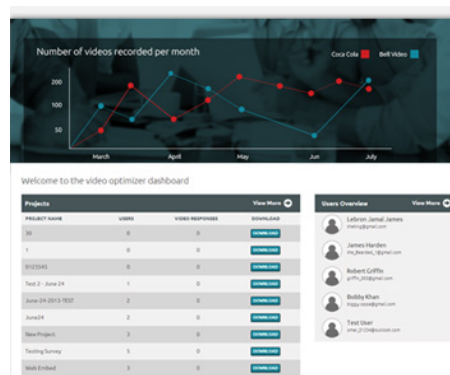 Number of videos recorded per month
Coca Cola
Bell Video
200
100
50
March
April
May
Jun
July
Welcome to the video optimizer dashboard
Projects View More
PROJECT NAME USERS VIDEO RESPONSES DOWNLOAD
30 0 0 DOWNLOAD
1 0 0 DOWNLOAD
0123545 0 0 DOWNLOAD
Test 2 - June 24 1 0 DOWNLOAD
June-24-2013-TEST 2 0 DOWNLOAD
June24 2 0 DOWNLOAD
New Project 3 0 DOWNLOAD
Testing Survey 5 0 DOWNLOAD
Web Embed 3 0 DOWNLOAD
Users Overview View More
Lebron Jamal James
James Harden
Robert Griffin
Bobby Khan
Test User